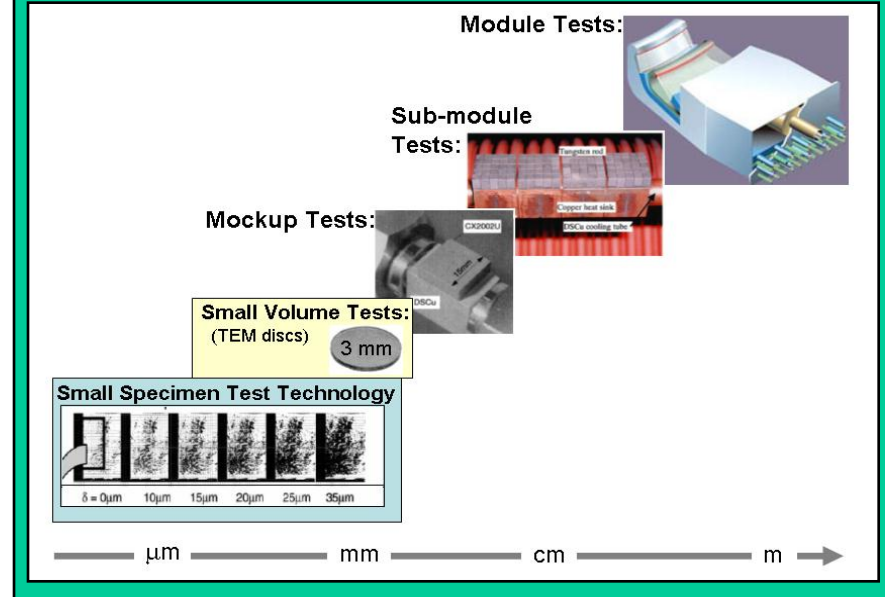 Module Tests:
Sub-module
Tests:
Tungsten rod
Copper heat sink
DSCu cooling tube
Mockup Tests:
CX2002U
15mm
DSCu
Small Volume Tests:
(TEM discs)
3 mm
Small Specimen Test Technology
δ = 0μm 10μm 15μm 20μm 25μm 35μm
μm mm cm m